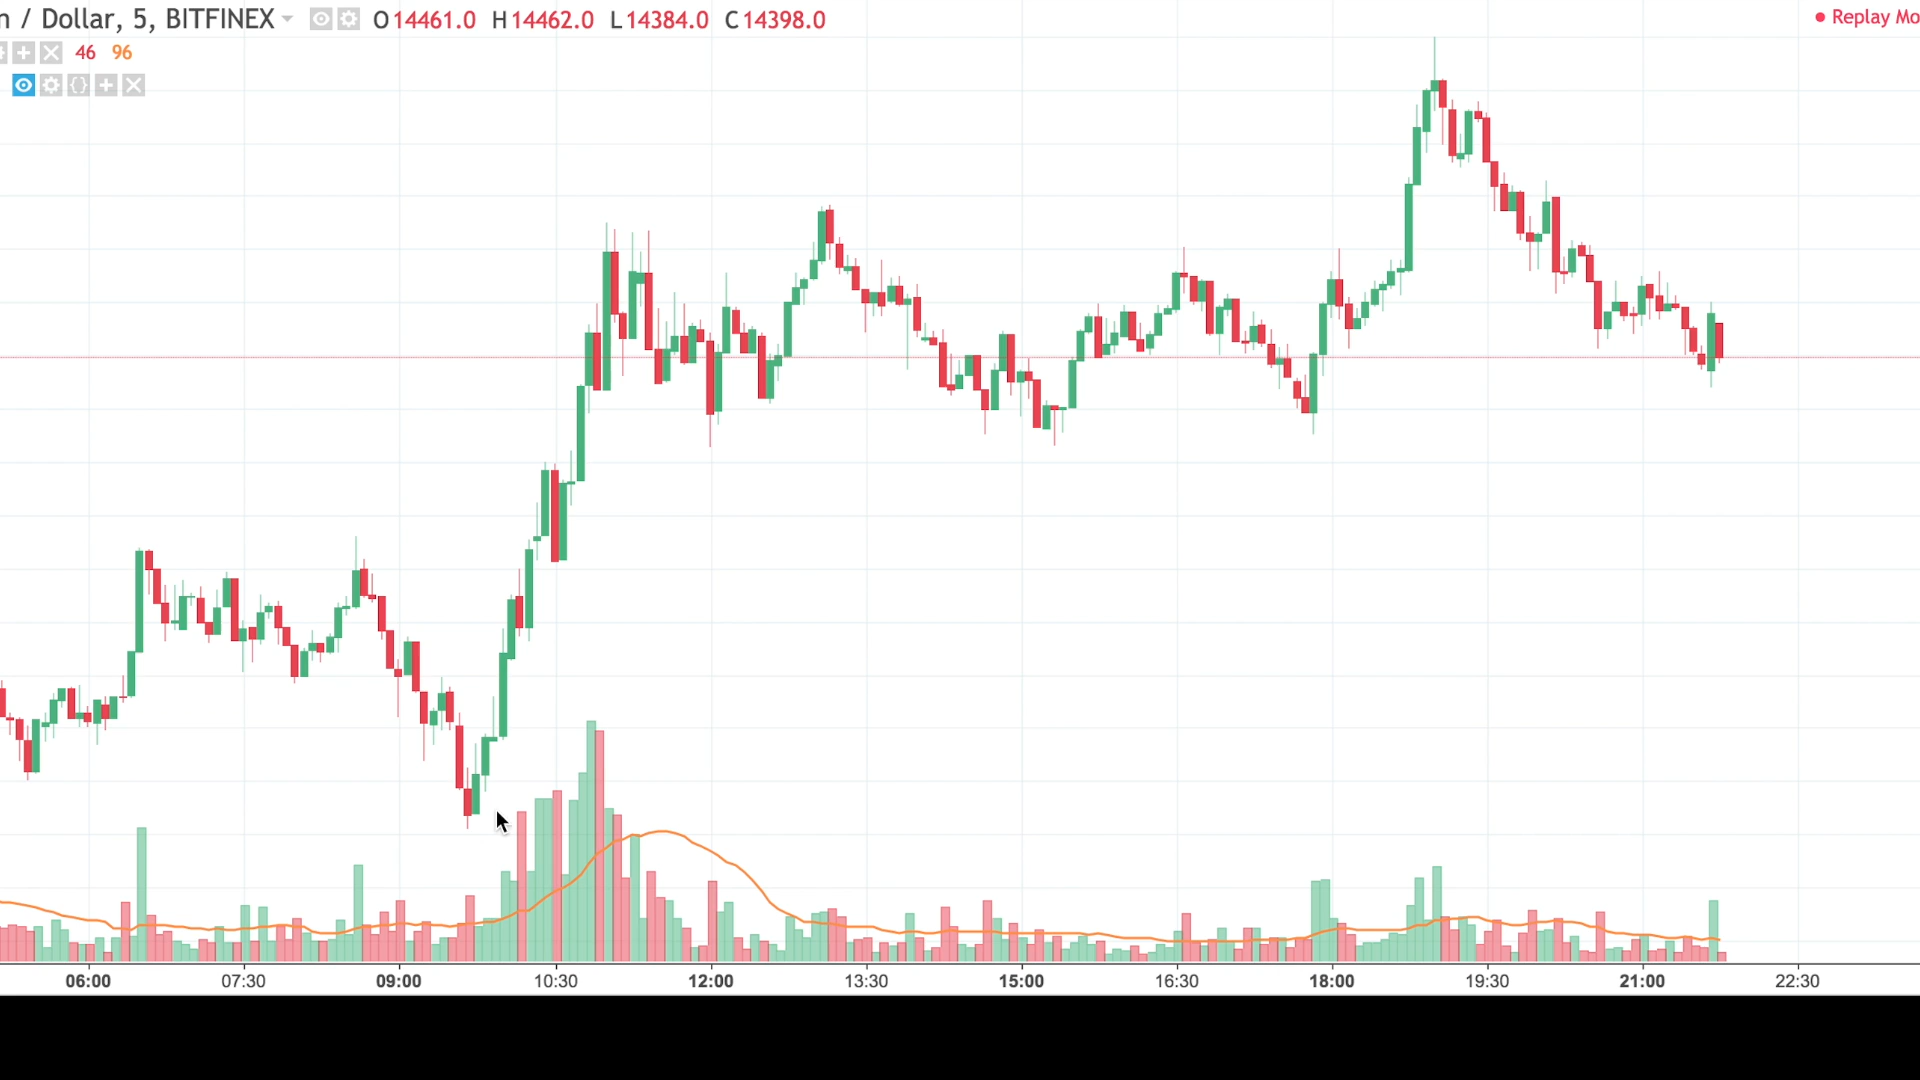 / Dollar, 5, BITFINEX O14461.0 H14462.0 L14384.0 C14398.0
Replay Mo
46 96
06:00 07:30 09:00 10:30 12:00 13:30 15:00 16:30 18:00 19:30 21:00 22:30